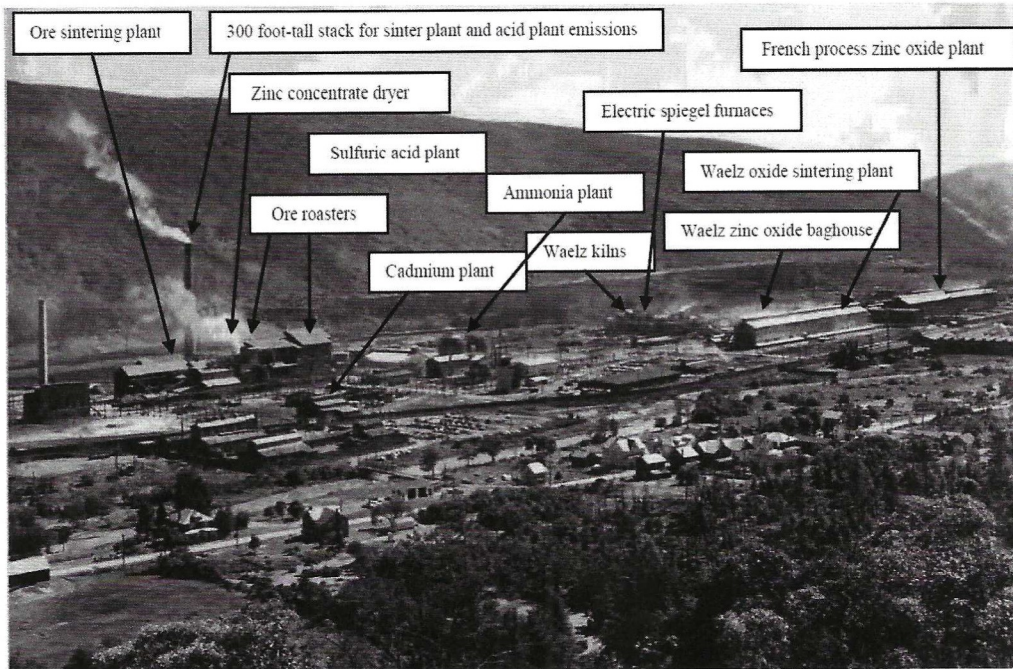 Ore sintering plant
300 foot-tall stack for sinter plant and acid plant emissions
French process zinc oxide plant
Zinc concentrate dryer
Electric spiegel furnaces
Sulfuric acid plant
Waelz oxide sintering plant
Ammonia plant
Ore roasters
Waelz zinc oxide baghouse
Waelz kilns
Cadmium plant